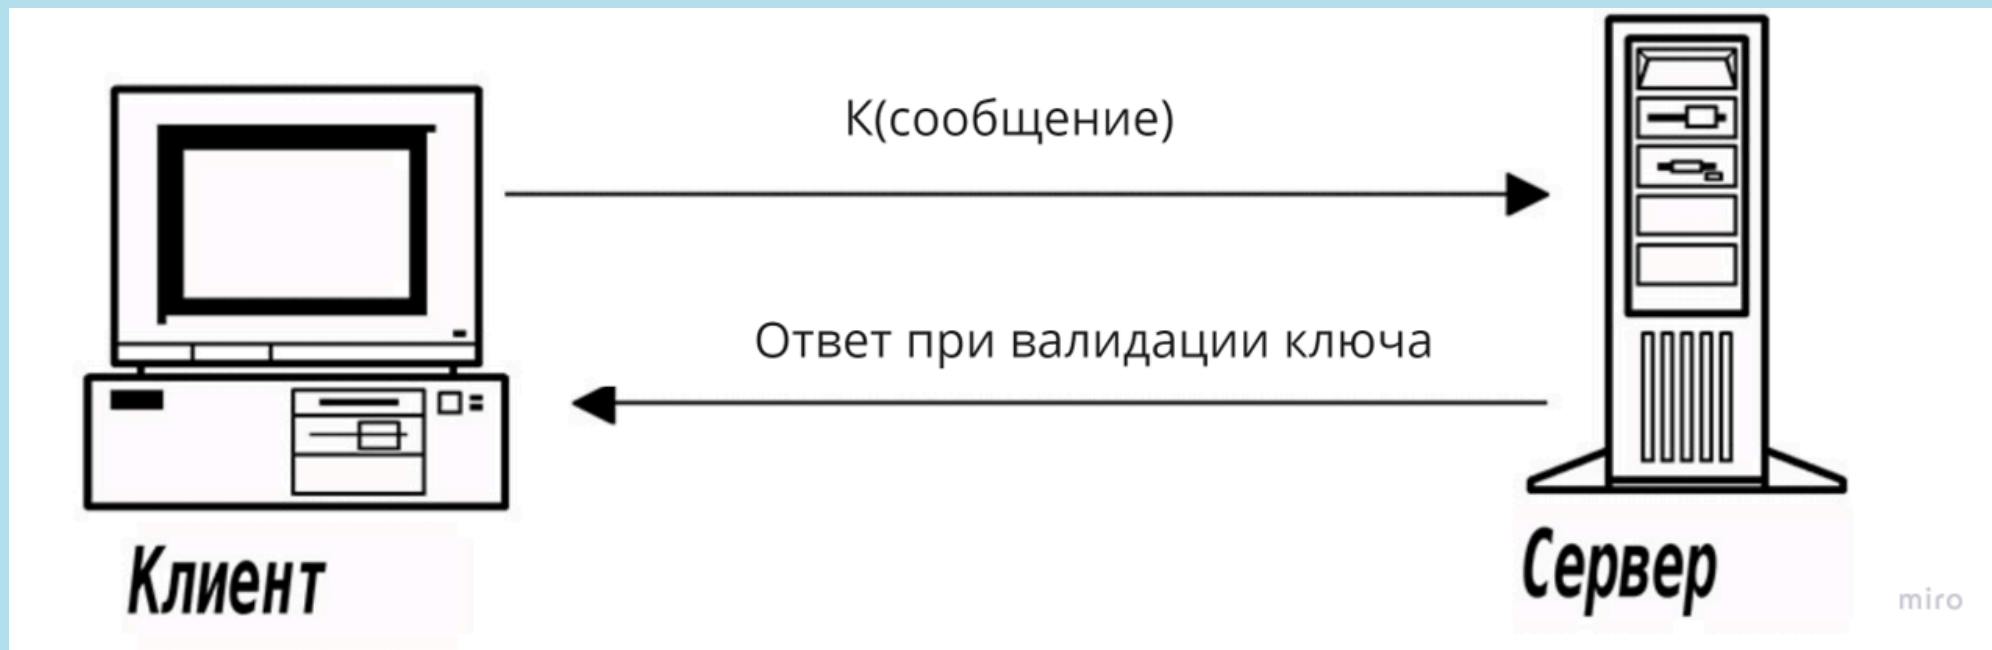 К(сообщение)
Ответ при валидации ключа
Клиент
Сервер
miro